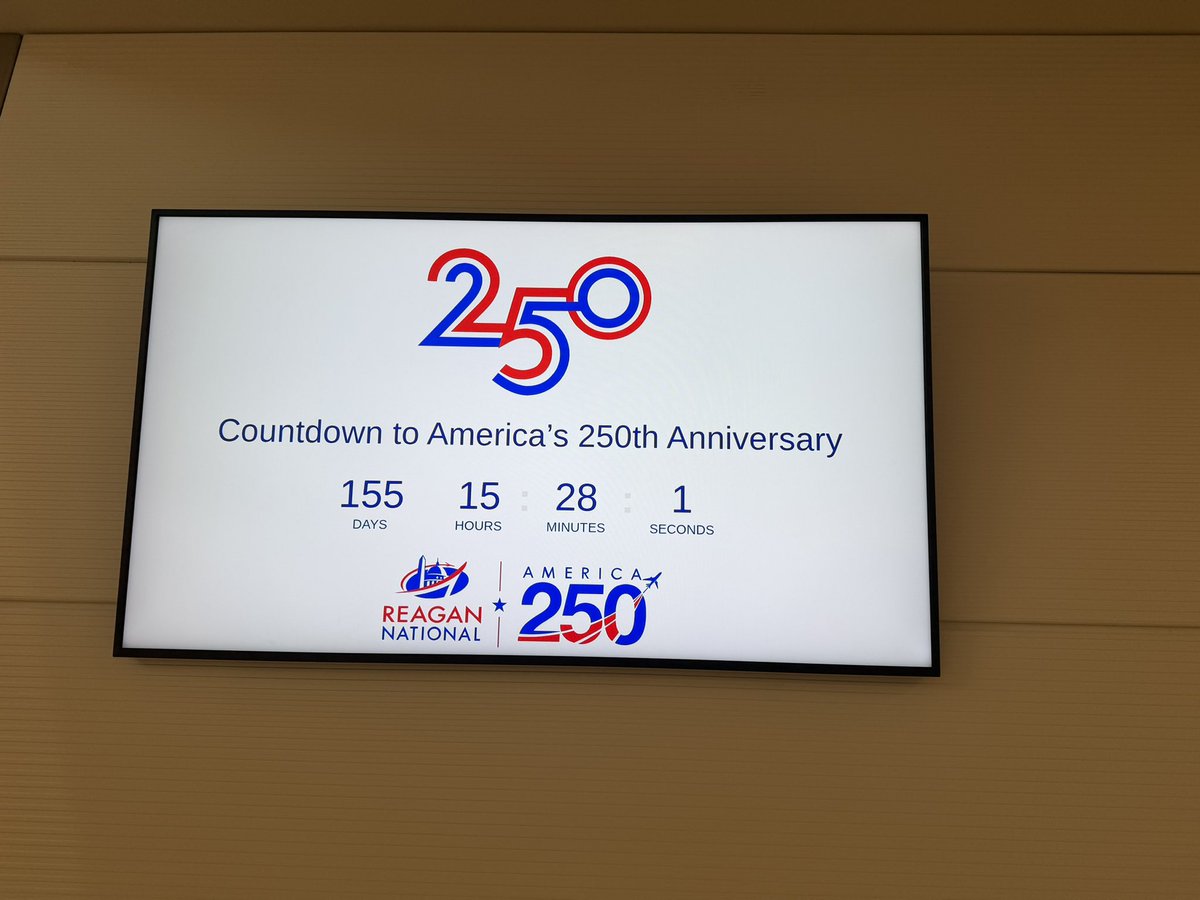 250
Countdown to America’s 250th Anniversary
155 15 : 28 : 1
DAYS HOURS MINUTES SECONDS
REAGAN
NATIONAL
AMERICA
250